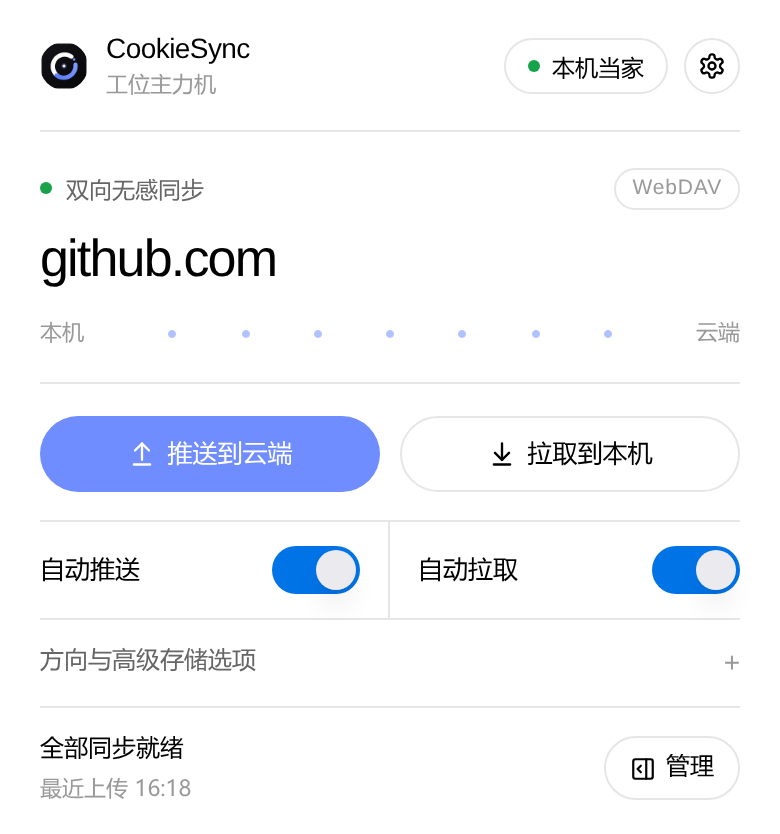 CookieSync
工位主力机
本机当家
双向无感同步
WebDAV
github.com
本机
云端
推送到云端
拉取到本机
自动推送
自动拉取
方向与高级存储选项
+
全部同步就绪
最近上传 16:18
管理